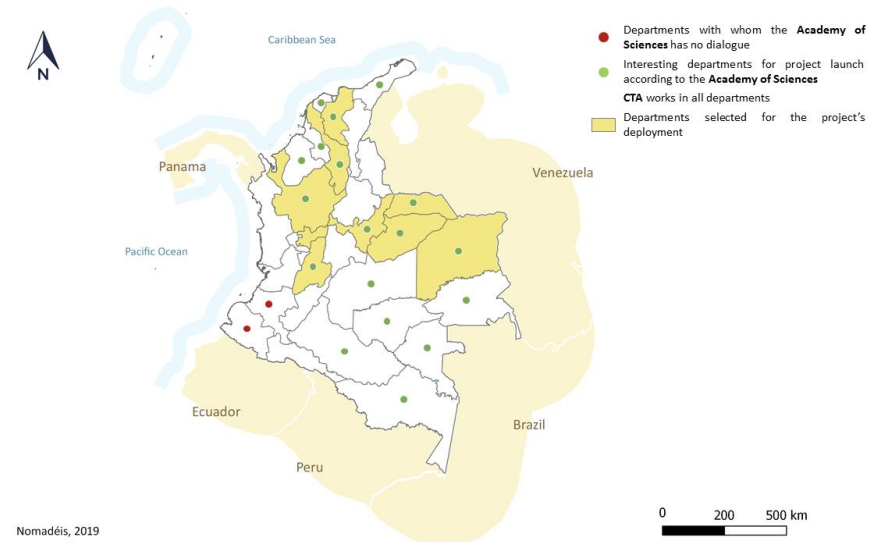 Caribbean Sea
N
Panama
Venezuela
Pacific Ocean
Ecuador
Brazil
Peru
Departments with whom the Academy of
Sciences has no dialogue
Interesting departments for project launch
according to the Academy of Sciences
CTA works in all departments
Departments selected for the project's
deployment
0 200 500 km
Nomadéis, 2019